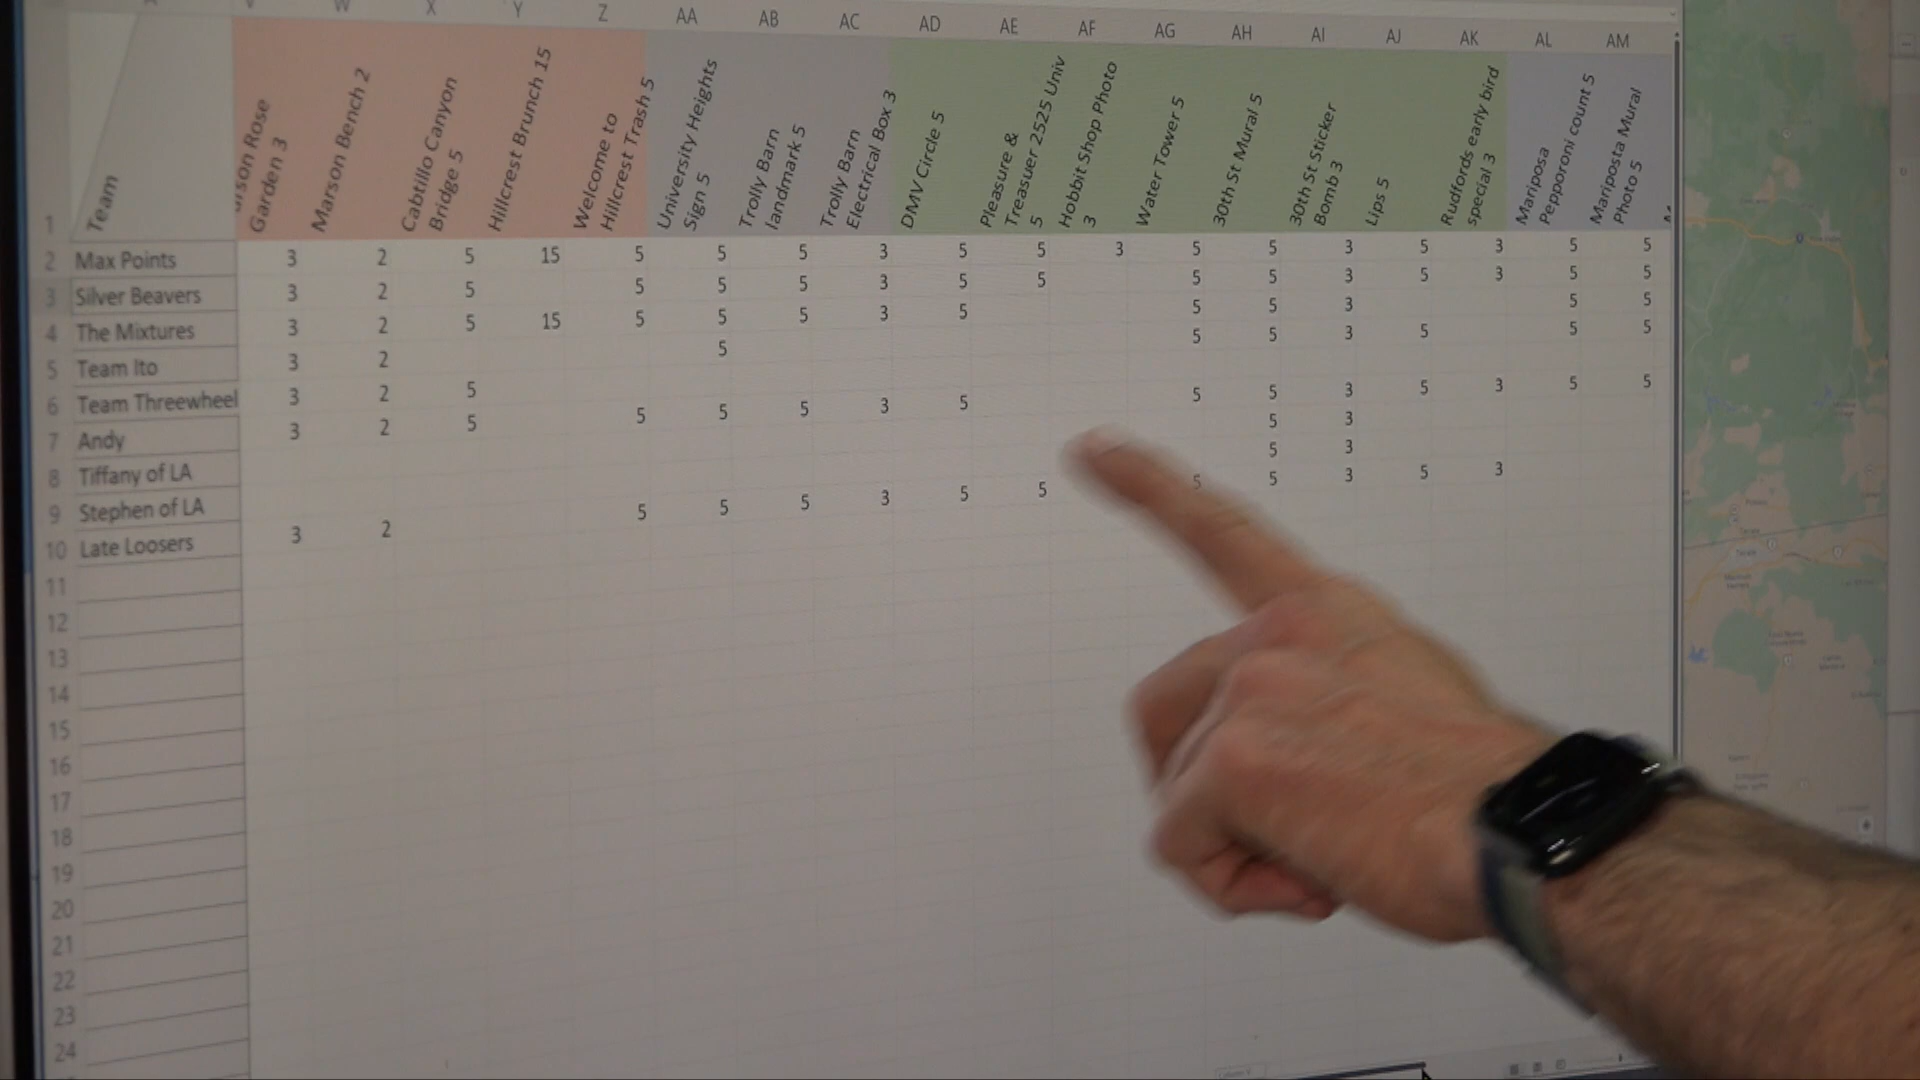 V W X Y Z AA AB AC AD AE AF AG AH AI AJ AK AL AM
1 Team
Rose
Garden 3
Marson Bench 2
Cabtillo Canyon
Bridge 5
Hillcrest Brunch 15
Welcome to
Hillcrest Trash 5
University Heights
Sign 5
Trolly Barn
landmark 5
Trolly Barn
Electrical Box 3
DMV Circle 5
Pleasure &
Treasuer 2525 Univ
5
Hobbit Shop Photo
3
Water Tower 5
30th St Mural 5
30th St Sticker
Bomb 3
Lips 5
Rudfords early bird
special 3
Mariposa
Pepporoni count 5
Mariposta Mural
Photo 5
2 Max Points 3 2 5 15 5 5 5 3 5 5 3 5 5 3 5 3 5 5
3 Silver Beavers 3 2 5 5 5 5 3 5 5 5 5 3 5 3 5 5
4 The Mixtures 3 2 5 15 5 5 5 3 5 5 5 3 5 5
5 Team Ito 3 2 5 5 5 3 5 5 5
6 Team Threewheel 3 2 5
7 Andy 3 2 5 5 5 5 3 5 5 5 3 5 3 5 5
8 Tiffany of LA 5 3
9 Stephen of LA 5 3
10 Late Loosers 3 2 5 5 5 3 5 5 5 5 3 5 3
11
12
13
14
15
16
17
18
19
20
21
22
23
24